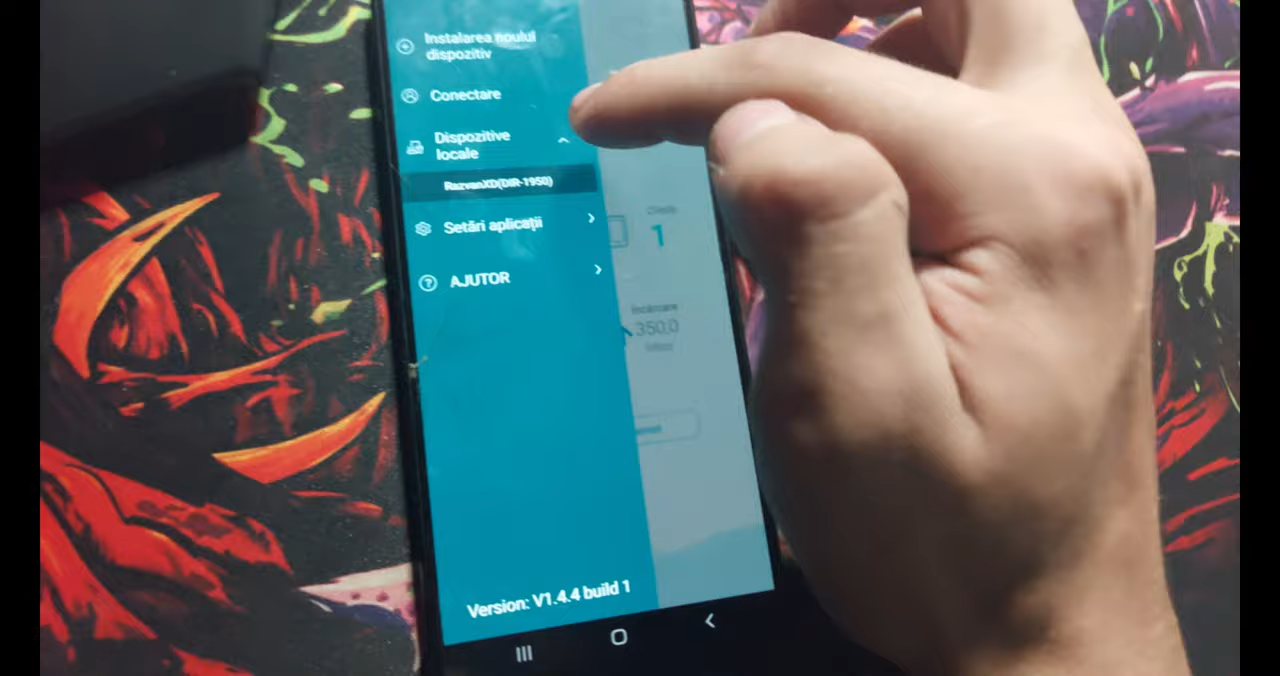 Instalarea noului
dispozitiv
Conectare
Dispozitive
locale
RazvanXD(DIR-1950)
Setări aplicații
AJUTOR
1
Încărcare
350,0
Version: V1.4.4 build 1